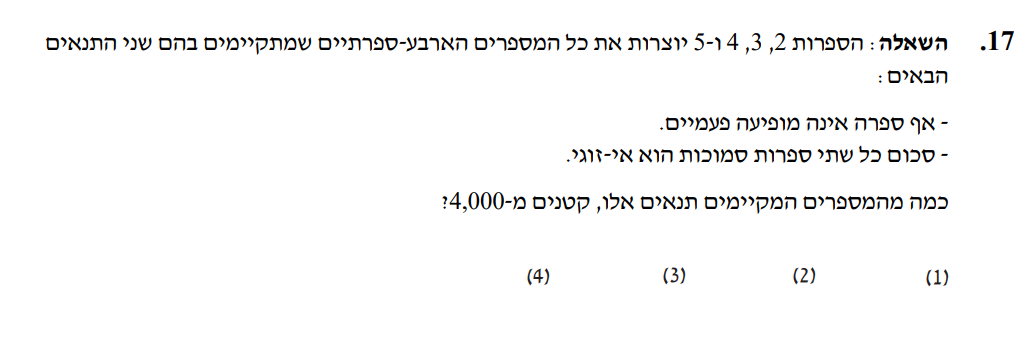 17. השאלה: הספרות 2, 3, 4 ו-5 יוצרות את כל המספרים הארבע-ספרתיים שמתקיימים בהם שני התנאים
הבאים:
- אף ספרה אינה מופיעה פעמיים.
- סכום כל שתי ספרות סמוכות הוא אי-זוגי.
כמה מהמספרים המקיימים תנאים אלו, קטנים מ-4,000?
(1) (2) (3) (4)